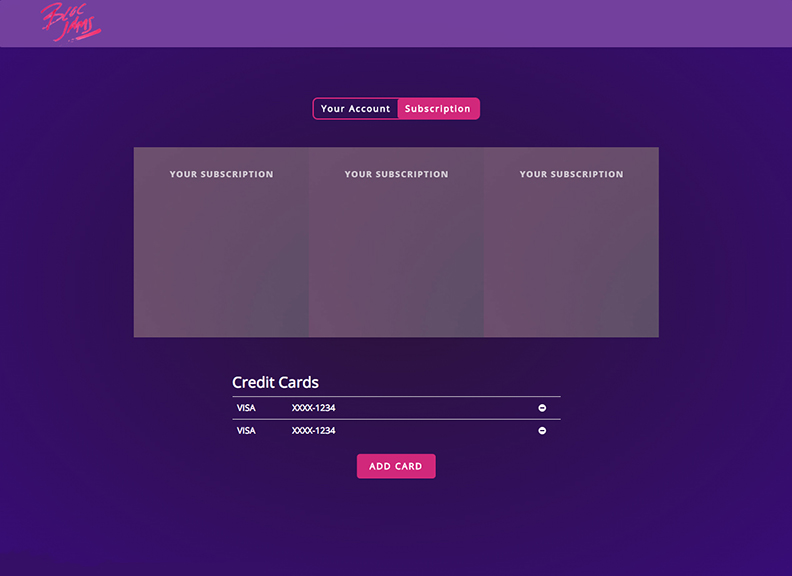 Bloc
Jams
Your Account Subscription
YOUR SUBSCRIPTION YOUR SUBSCRIPTION YOUR SUBSCRIPTION
Credit Cards
VISA XXXX-1234
VISA XXXX-1234
ADD CARD